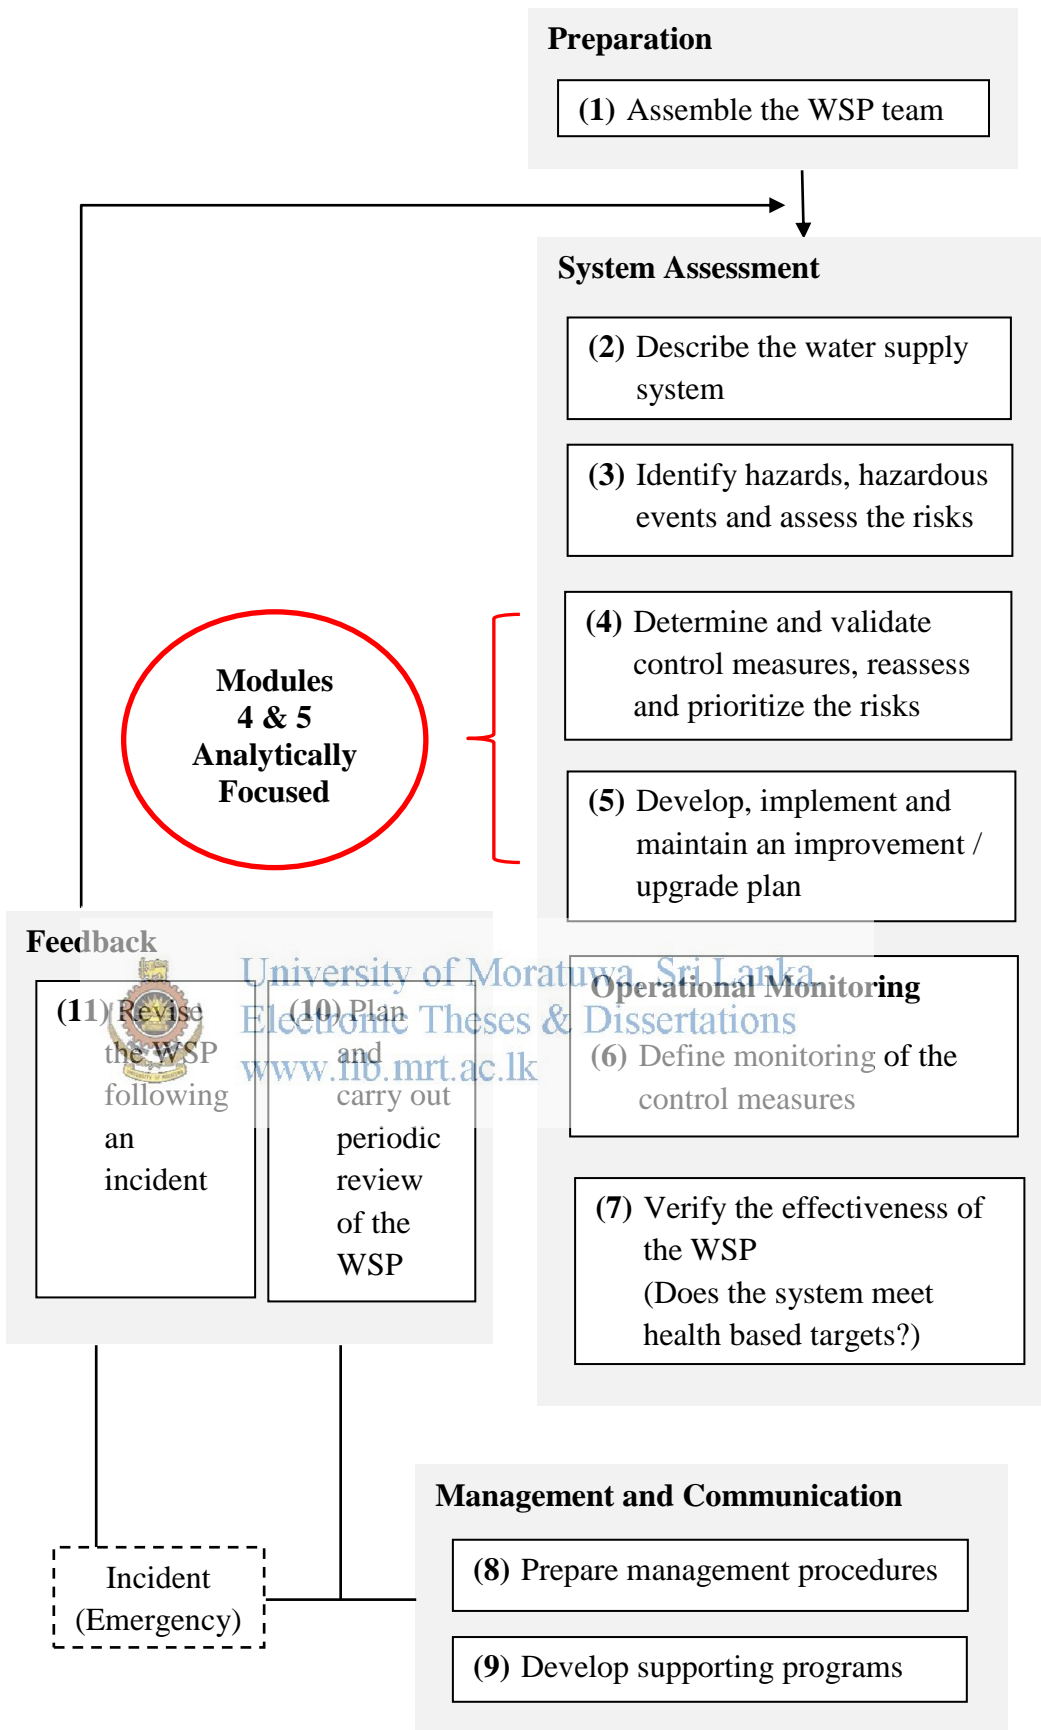 Preparation
(1) Assemble the WSP team
System Assessment
(2) Describe the water supply
system
(3) Identify hazards, hazardous
events and assess the risks
(4) Determine and validate
control measures, reassess
and prioritize the risks
Modules
4 & 5
Analytically
Focused
(5) Develop, implement and
maintain an improvement /
upgrade plan
Feedback
(11) Revise
the WSP
following
an
incident
(10) Plan
and
carry out
periodic
review
of the
WSP
University of Moratuwa, Sri Lanka.
Electronic Theses & Dissertations
www.lib.mrt.ac.lk
Operational Monitoring
(6) Define monitoring of the
control measures
(7) Verify the effectiveness of
the WSP
(Does the system meet
health based targets?)
Management and Communication
(8) Prepare management procedures
(9) Develop supporting programs
Incident
(Emergency)